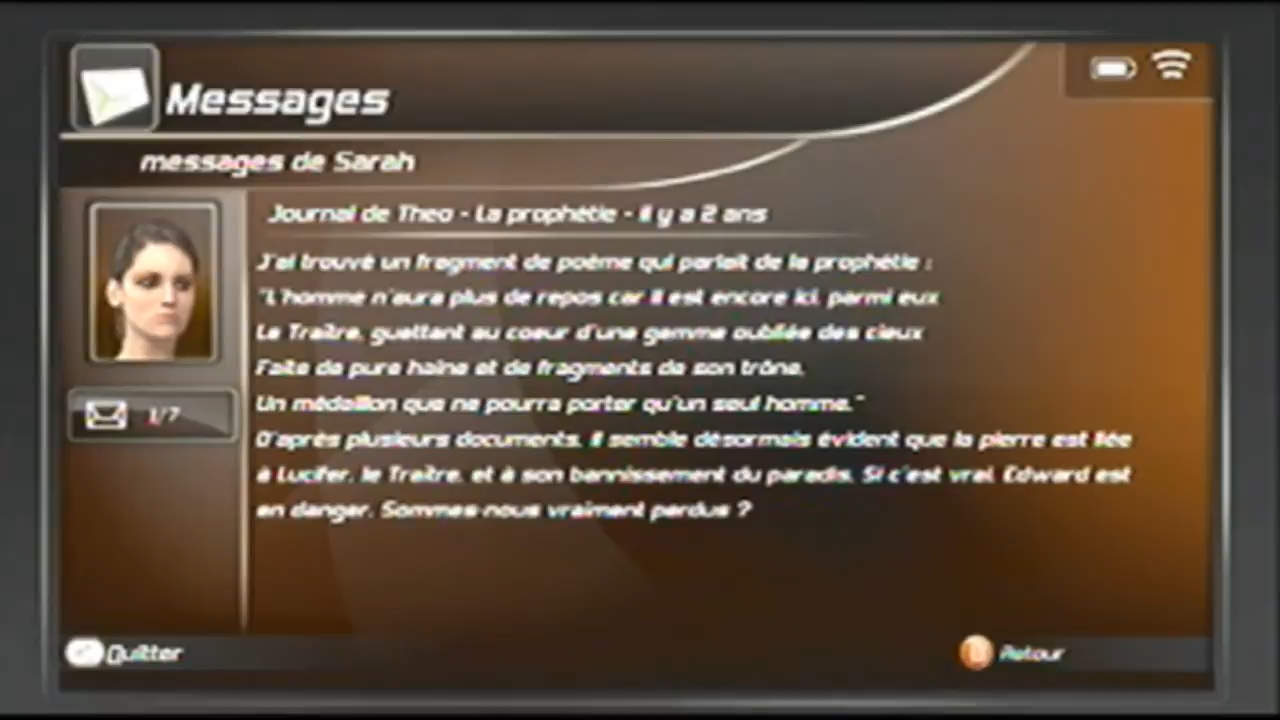 Messages
messages de Sarah
Journal de Theo - La prophétie - il y a 2 ans
J'ai trouvé un fragment de poème qui parlait de la prophétie :
"L'homme n'aura plus de repos car il est encore ici, parmi eux
Le Traître, guettant au coeur d'une gemme oubliée des cieux
Faite de pure haine et de fragments de son trône.
Un médaillon que ne pourra porter qu'un seul homme."
D'après plusieurs documents, il semble désormais évident que la pierre est liée
à Lucifer, le Traître, et à son bannissement du paradis. Si c'est vrai, Edward est
en danger. Sommes-nous vraiment perdus ?
1/7
Quitter
Retour